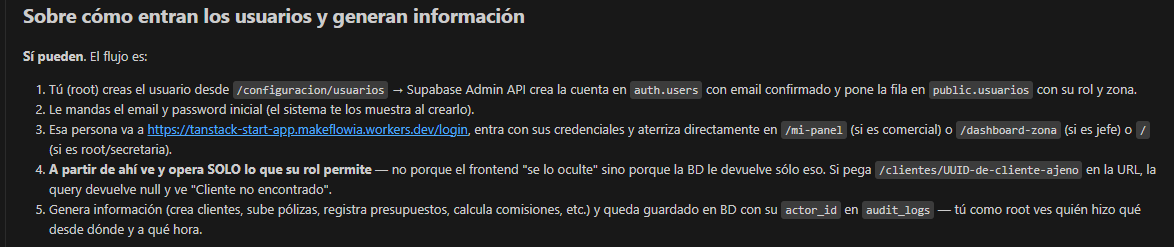 Sobre cómo entran los usuarios y generan información
Sí pueden. El flujo es:
1. Tú (root) creas el usuario desde /configuracion/usuarios → Supabase Admin API crea la cuenta en auth.users con email confirmado y pone la fila en public.usuarios con su rol y zona.
2. Le mandas el email y password inicial (el sistema te los muestra al crearlo).
3. Esa persona va a https://tanstack-start-app.makeflowia.workers.dev/login, entra con sus credenciales y aterriza directamente en /mi-panel (si es comercial) o /dashboard-zona (si es jefe) o /
(si es root/secretaria).
4. A partir de ahí ve y opera SOLO lo que su rol permite — no porque el frontend "se lo oculte" sino porque la BD le devuelve sólo eso. Si pega /clientes/UUID-de-cliente-ajeno en la URL, la
query devuelve null y ve "Cliente no encontrado".
5. Genera información (crea clientes, sube pólizas, registra presupuestos, calcula comisiones, etc.) y queda guardado en BD con su actor_id en audit_logs — tú como root ves quién hizo qué
desde dónde y a qué hora.